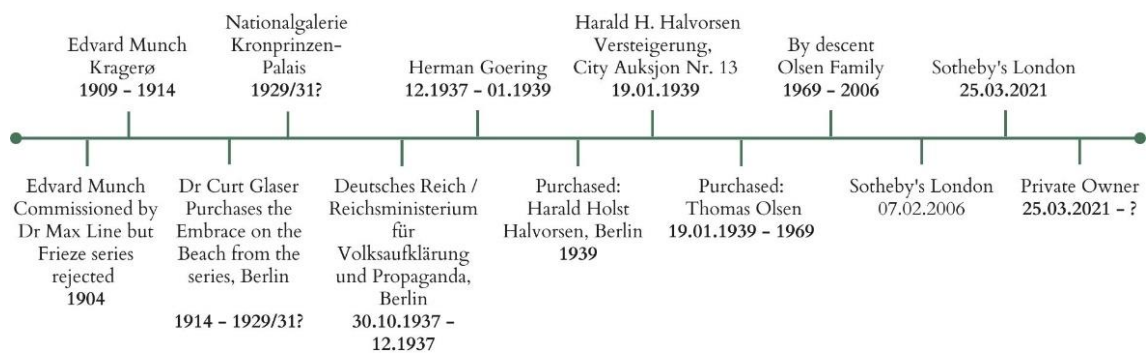 Edvard Munch
Kragerø
1909 – 1914
Nationalgalerie
Kronprinzen-
Palais
1929/31?
Herman Goering
12.1937 – 01.1939
Harald H. Halvorsen
Versteigerung,
City Auksjon Nr. 13
19.01.1939
By descent
Olsen Family
1969 – 2006
Sotheby's London
25.03.2021
Edvard Munch
Commissioned by
Dr Max Line but
Frieze series
rejected
1904
Dr Curt Glaser
Purchases the
Embrace on the
Beach from the
series, Berlin
1914 – 1929/31?
Deutsches Reich /
Reichsministerium
für
Volksaufklärung
und Propaganda,
Berlin
30.10.1937 –
12.1937
Purchased:
Harald Holst
Halvorsen, Berlin
1939
Purchased:
Thomas Olsen
19.01.1939 – 1969
Sotheby's London
07.02.2006
Private Owner
25.03.2021 – ?